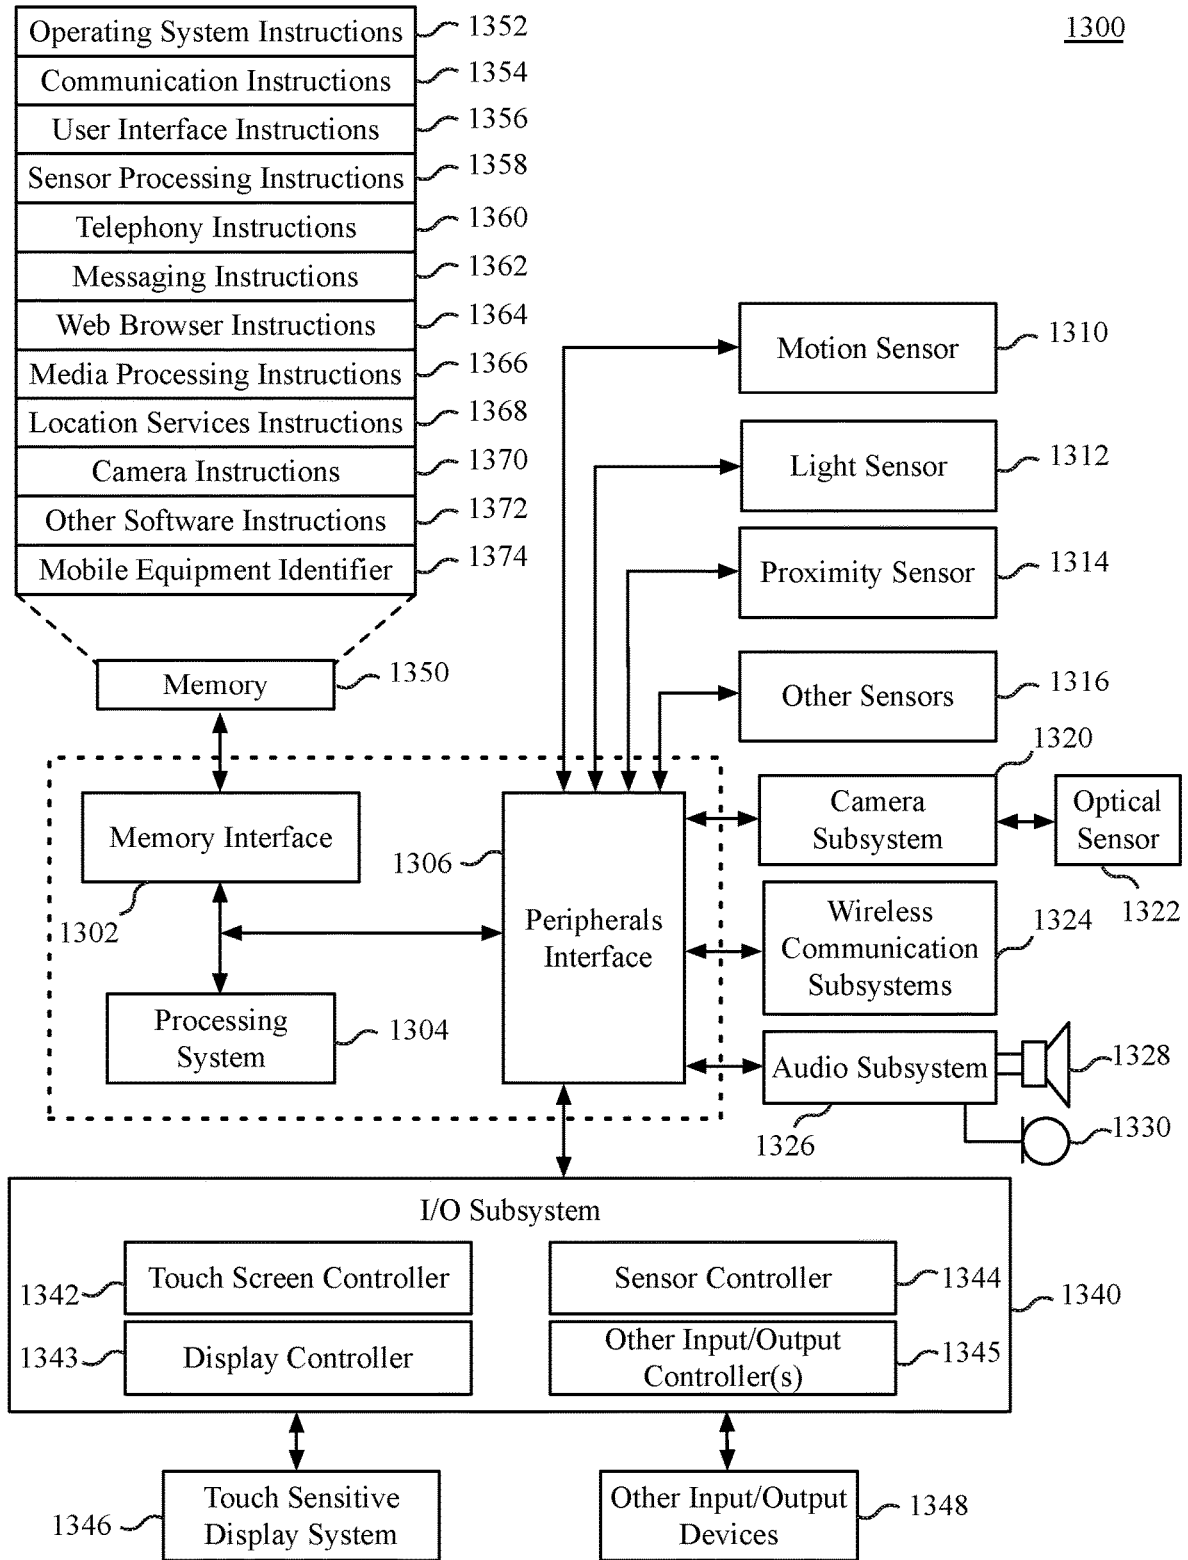 1300
Operating System Instructions 1352
Communication Instructions 1354
User Interface Instructions 1356
Sensor Processing Instructions 1358
Telephony Instructions 1360
Messaging Instructions 1362
Web Browser Instructions 1364
Media Processing Instructions 1366
Location Services Instructions 1368
Camera Instructions 1370
Other Software Instructions 1372
Mobile Equipment Identifier 1374
Memory 1350
Motion Sensor 1310
Light Sensor 1312
Proximity Sensor 1314
Other Sensors 1316
1320
Camera
Subsystem
Optical
Sensor
1322
Memory Interface
1302
1306
Peripherals
Interface
Wireless
Communication
Subsystems
1324
Processing
System
1304
Audio Subsystem
1326
1328
1330
I/O Subsystem
1340
1342 Touch Screen Controller
Sensor Controller 1344
1343 Display Controller
Other Input/Output
Controller(s)
1345
Touch Sensitive
Display System
1346
Other Input/Output
Devices
1348